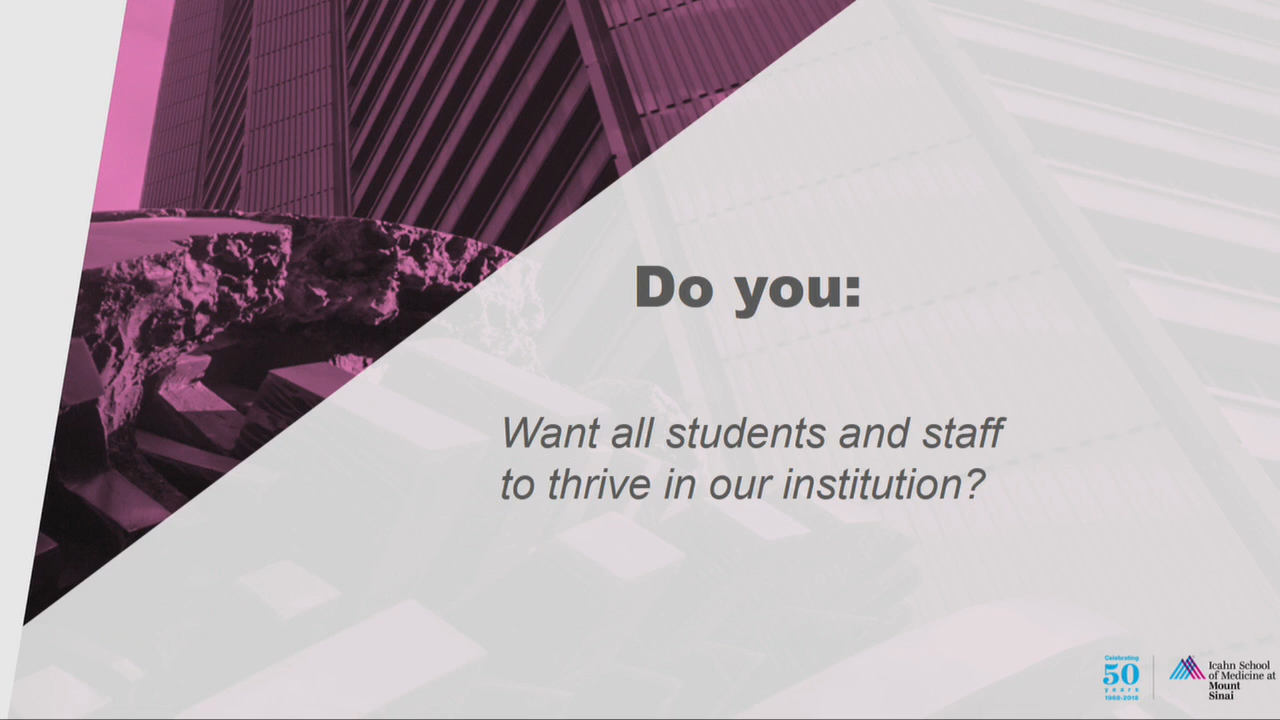 Do you:
Want all students and staff
to thrive in our institution?
Celebrating
50
years
1968-2018
Icahn School
of Medicine at
Mount
Sinai